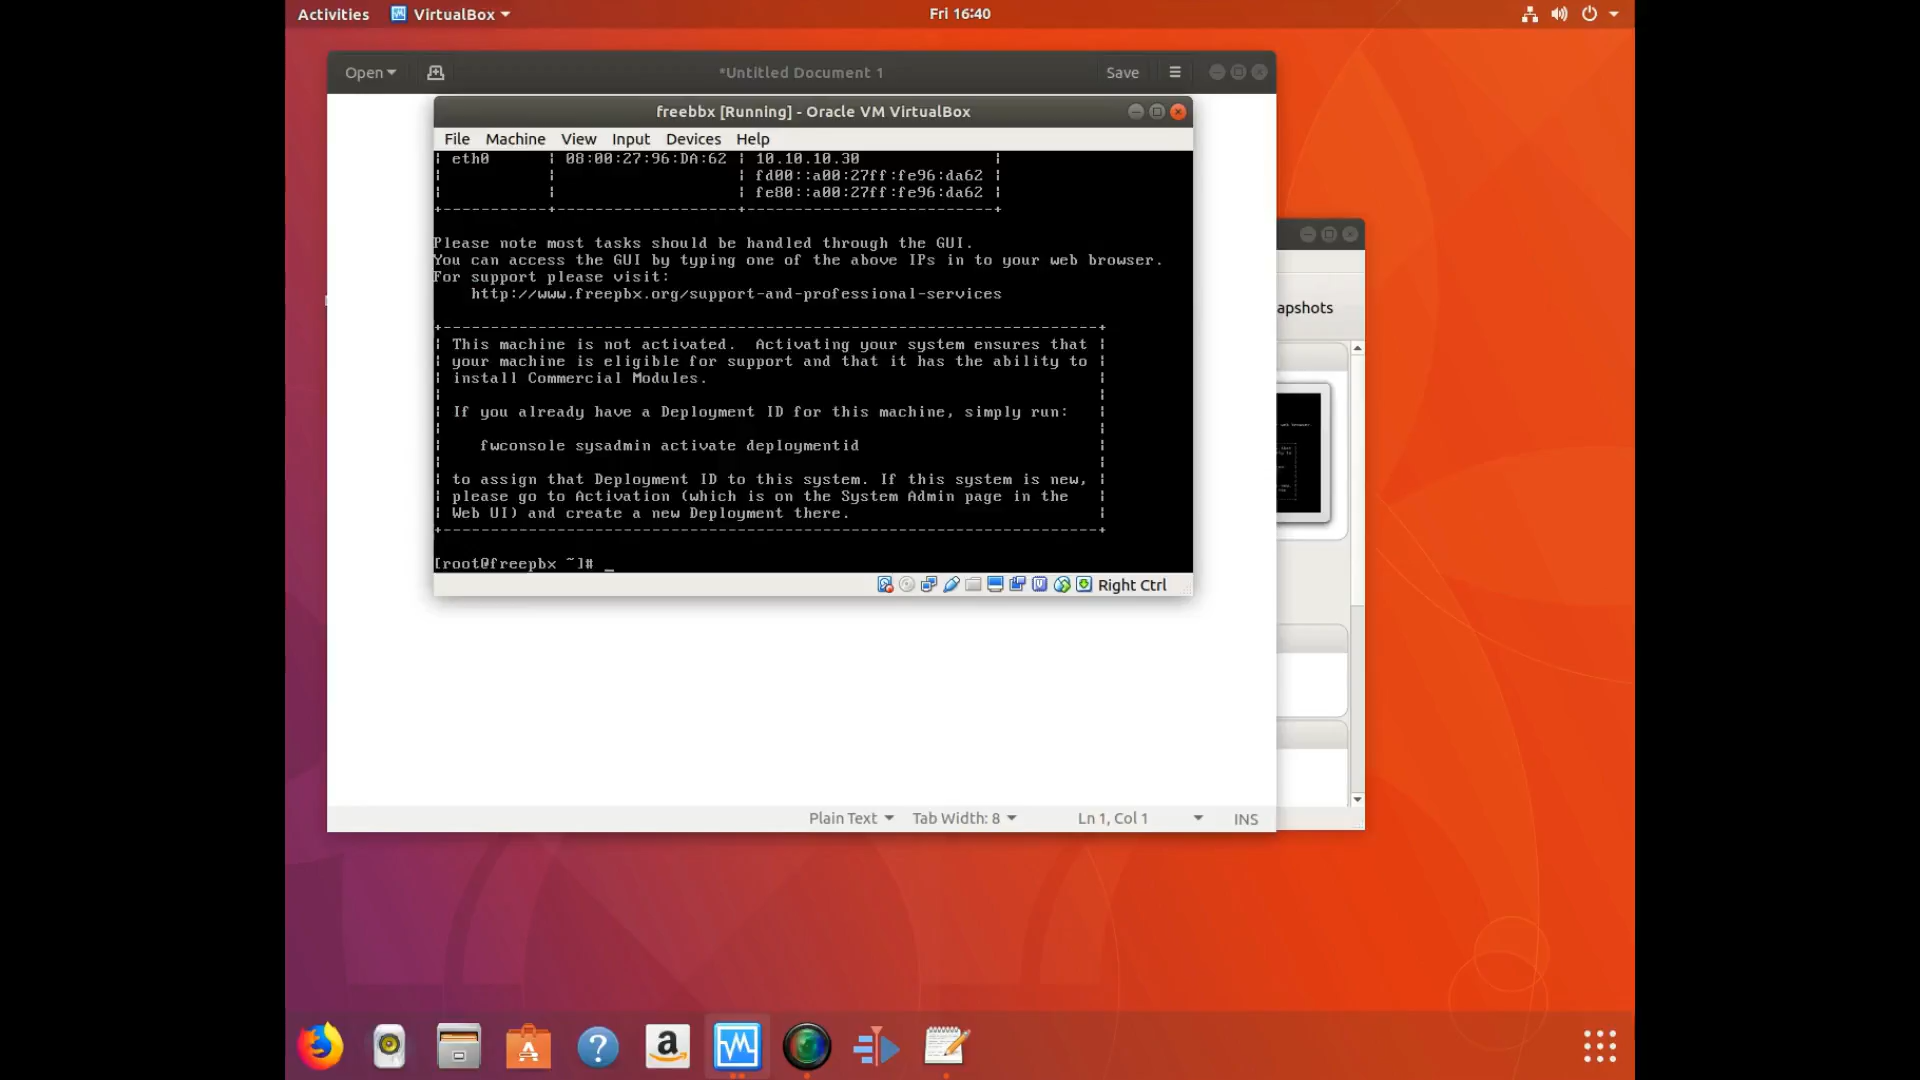 Activities VirtualBox Fri 16:40
Open *Untitled Document 1 Save
freebbx [Running] - Oracle VM VirtualBox
File Machine View Input Devices Help
| eth0 | 08:00:27:96:DA:62 | 10.10.10.30 |
| | | fd00::a00:27ff:fe96:da62 |
| | | fe80::a00:27ff:fe96:da62 |
+-----------+-------------------+---------------------------+
Please note most tasks should be handled through the GUI.
You can access the GUI by typing one of the above IPs in to your web browser.
For support please visit:
http://www.freepbx.org/support-and-professional-services
apshots
+---------------------------------------------------------------------+
| This machine is not activated. Activating your system ensures that |
| your machine is eligible for support and that it has the ability to |
| install Commercial Modules. |
| |
| If you already have a Deployment ID for this machine, simply run: |
| |
| fwconsole sysadmin activate deploymentid |
| |
| to assign that Deployment ID to this system. If this system is new, |
| please go to Activation (which is on the System Admin page in the |
| Web UI) and create a new Deployment there. |
+---------------------------------------------------------------------+
[root@freepbx ~]# _
Right Ctrl
Plain Text Tab Width: 8 Ln 1, Col 1 INS